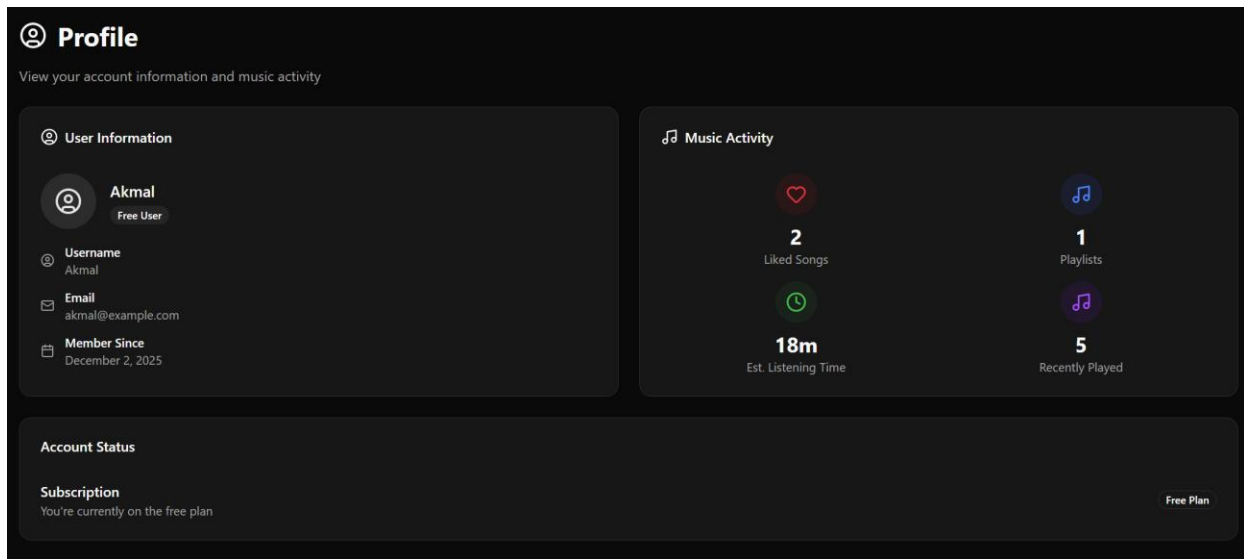 Profile
View your account information and music activity
User Information
Akmal
Free User
Username
Akmal
Email
akmal@example.com
Member Since
December 2, 2025
Music Activity
2
Liked Songs
1
Playlists
18m
Est. Listening Time
5
Recently Played
Account Status
Subscription
You're currently on the free plan
Free Plan